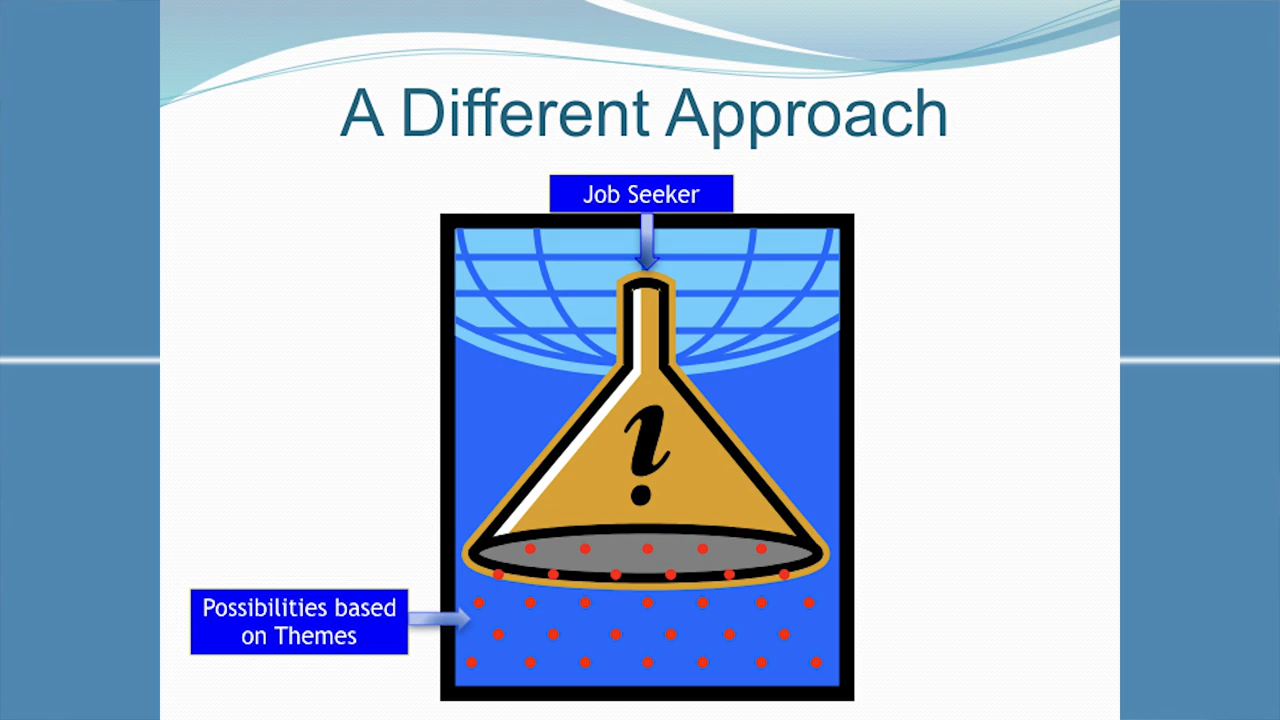 A Different Approach
Job Seeker
i
Possibilities based
on Themes